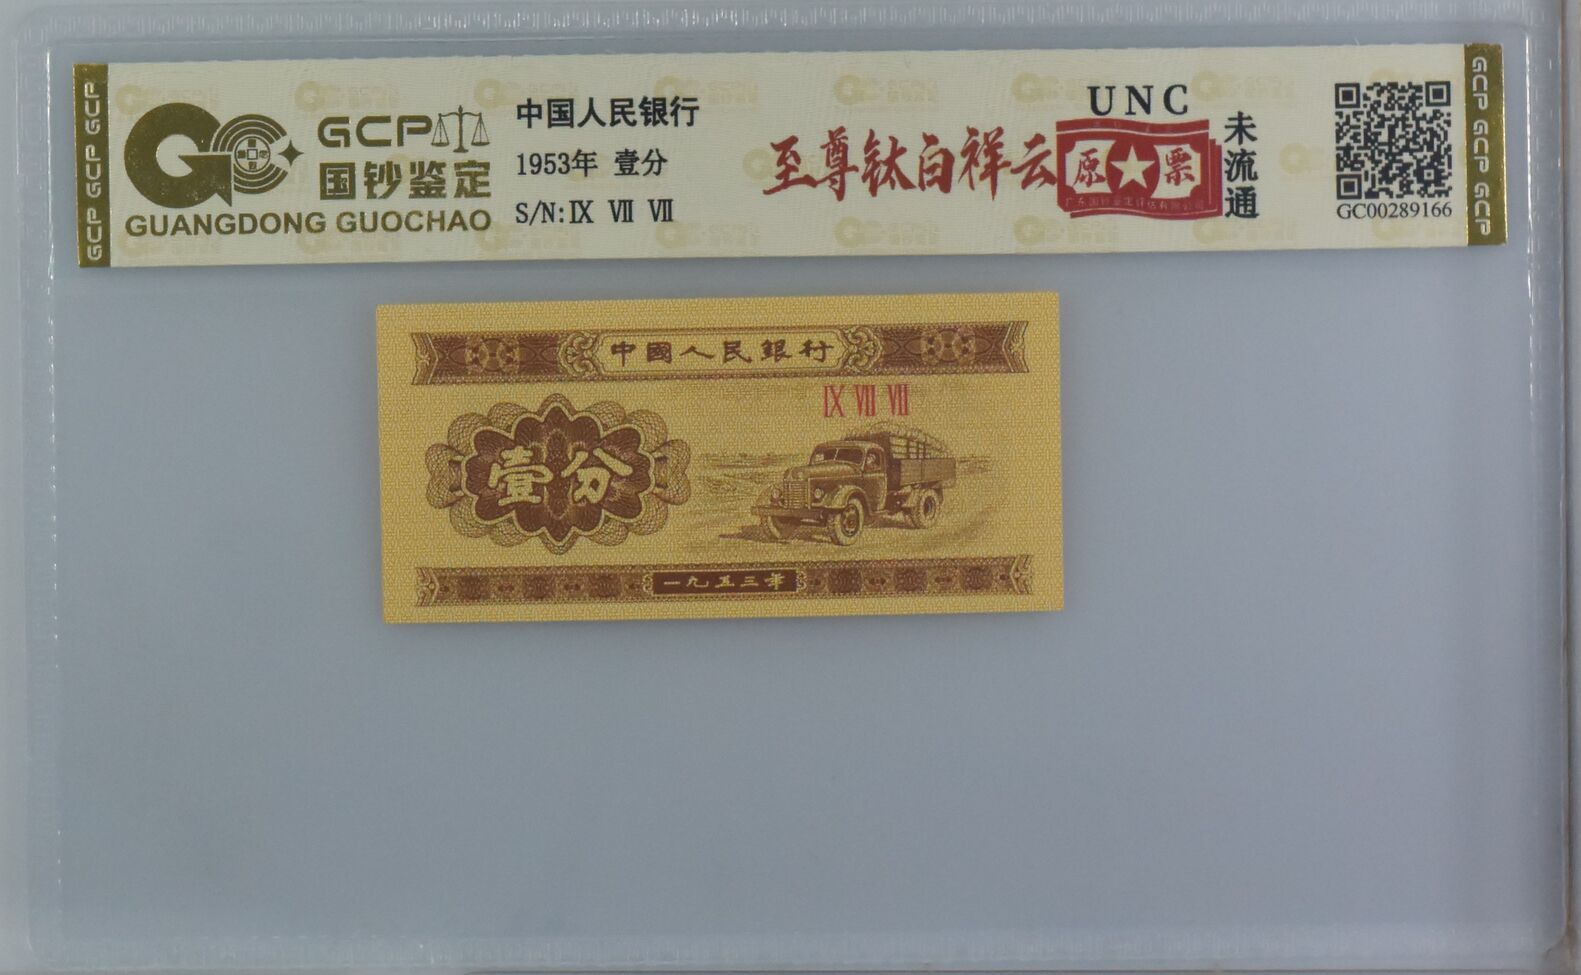 GCP GCP GCP
GCP
国钞鉴定
GUANGDONG GUOCHAO
中国人民银行
1953年 壹分
S/N:Ⅸ Ⅶ Ⅶ
至尊钛白祥云
UNC
原★票
未流通
GC00289166
GCP GCP GCP
中國人民銀行
Ⅸ Ⅶ Ⅶ
壹分
一九五三年